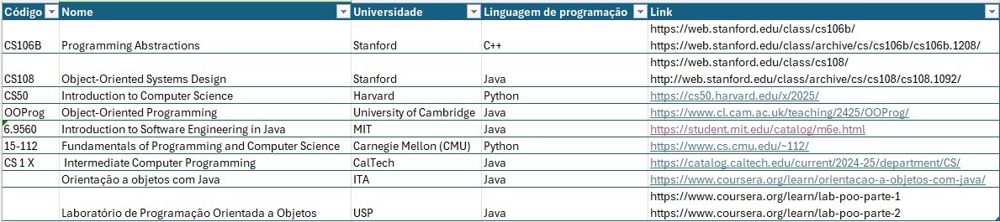 Código Nome Universidade Linguagem de programação Link
https://web.stanford.edu/class/cs106b/
CS106B Programming Abstractions Stanford C++ https://web.stanford.edu/class/archive/cs/cs106b/cs106b.1208/
https://web.stanford.edu/class/cs108/
CS108 Object-Oriented Systems Design Stanford Java http://web.stanford.edu/class/archive/cs/cs108/cs108.1092/
CS50 Introduction to Computer Science Harvard Python https://cs50.harvard.edu/x/2025/
OOProg Object-Oriented Programming University of Cambridge Java https://www.cl.cam.ac.uk/teaching/2425/OOProg/
6.9560 Introduction to Software Engineering in Java MIT Java https://student.mit.edu/catalog/m6e.html
15-112 Fundamentals of Programming and Computer Science Carnegie Mellon (CMU) Python https://www.cs.cmu.edu/~112/
CS 1 X Intermediate Computer Programming CalTech Java https://catalog.caltech.edu/current/2024-25/department/CS/
Orientação a objetos com Java ITA Java https://www.coursera.org/learn/orientacao-a-objetos-com-java/
https://www.coursera.org/learn/lab-poo-parte-1
Laboratório de Programação Orientada a Objetos USP Java https://www.coursera.org/learn/lab-poo-parte-2